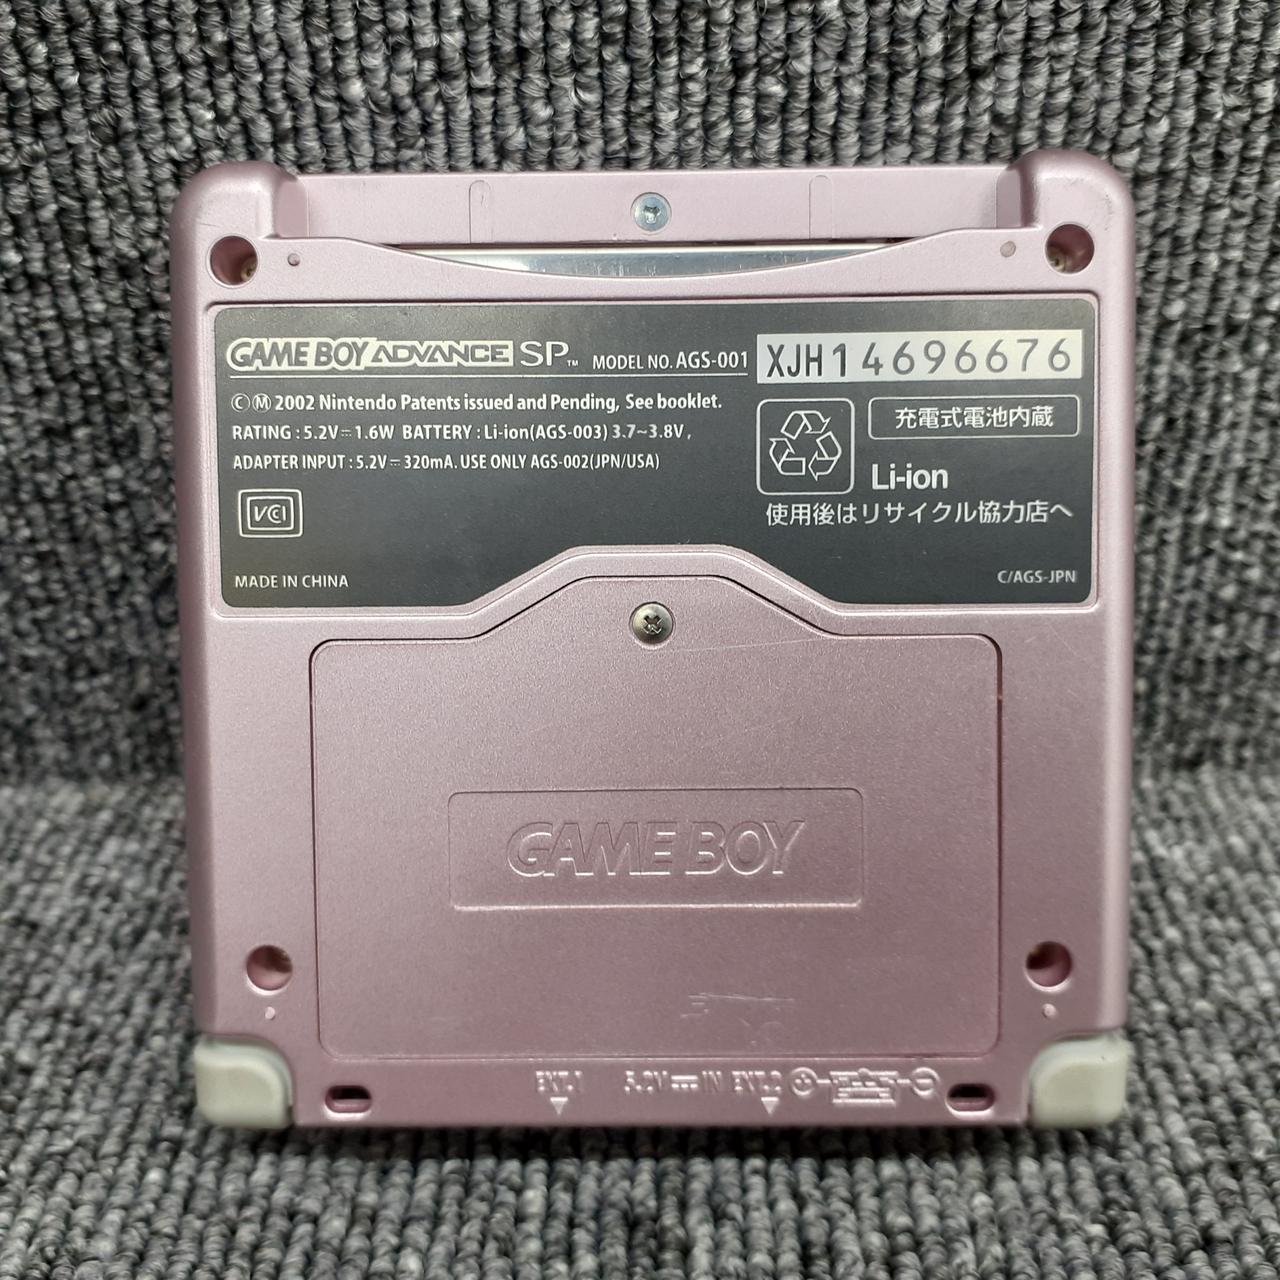 GAME BOY ADVANCE SP™ MODEL NO. AGS-001 XJH14696676
ⒸⓂ 2002 Nintendo Patents issued and Pending, See booklet.
RATING : 5.2V⎓1.6W BATTERY : Li-ion(AGS-003) 3.7~3.8V,
ADAPTER INPUT : 5.2V⎓320mA. USE ONLY AGS-002(JPN/USA)
充電式電池内蔵
Li-ion
使用後はリサイクル協力店へ
VCI
MADE IN CHINA
C/AGS-JPN
GAME BOY
EXT.1 5.2V⎓IN EXT.2